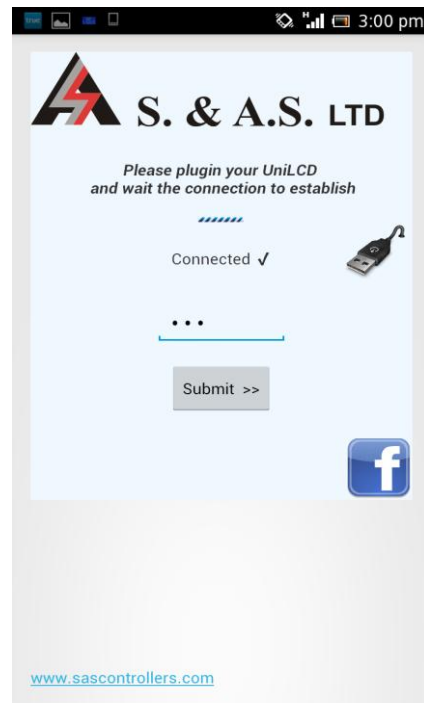 3:00 pm
S. & A.S. LTD
Please plugin your UniLCD
and wait the connection to establish
Connected ✓
Submit >>
www.sascontrollers.com